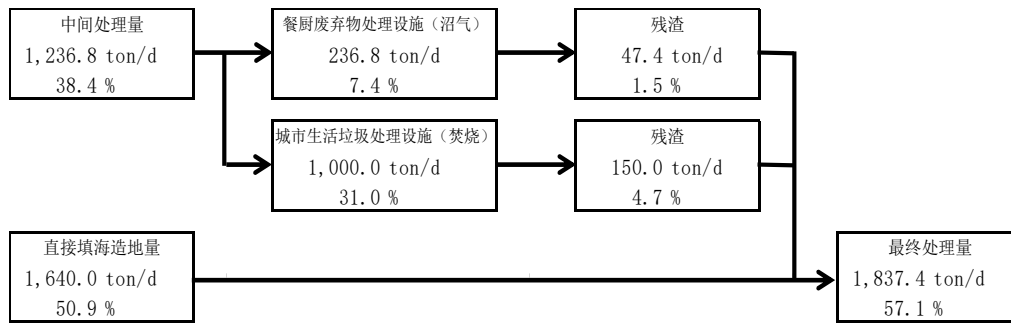 中间处理量
1,236.8 ton/d
38.4 %
餐厨废弃物处理设施（沼气）
236.8 ton/d
7.4 %
残渣
47.4 ton/d
1.5 %
城市生活垃圾处理设施（焚烧）
1,000.0 ton/d
31.0 %
残渣
150.0 ton/d
4.7 %
直接填海造地量
1,640.0 ton/d
50.9 %
最终处理量
1,837.4 ton/d
57.1 %